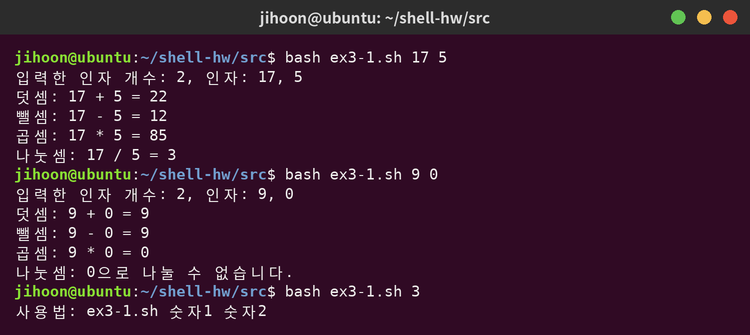 jihoon@ubuntu: ~/shell-hw/src
jihoon@ubuntu:~/shell-hw/src$ bash ex3-1.sh 17 5
입력한 인자 개수: 2, 인자: 17, 5
덧셈: 17 + 5 = 22
뺄셈: 17 - 5 = 12
곱셈: 17 * 5 = 85
나눗셈: 17 / 5 = 3
jihoon@ubuntu:~/shell-hw/src$ bash ex3-1.sh 9 0
입력한 인자 개수: 2, 인자: 9, 0
덧셈: 9 + 0 = 9
뺄셈: 9 - 0 = 9
곱셈: 9 * 0 = 0
나눗셈: 0으로 나눌 수 없습니다.
jihoon@ubuntu:~/shell-hw/src$ bash ex3-1.sh 3
사용법: ex3-1.sh 숫자1 숫자2